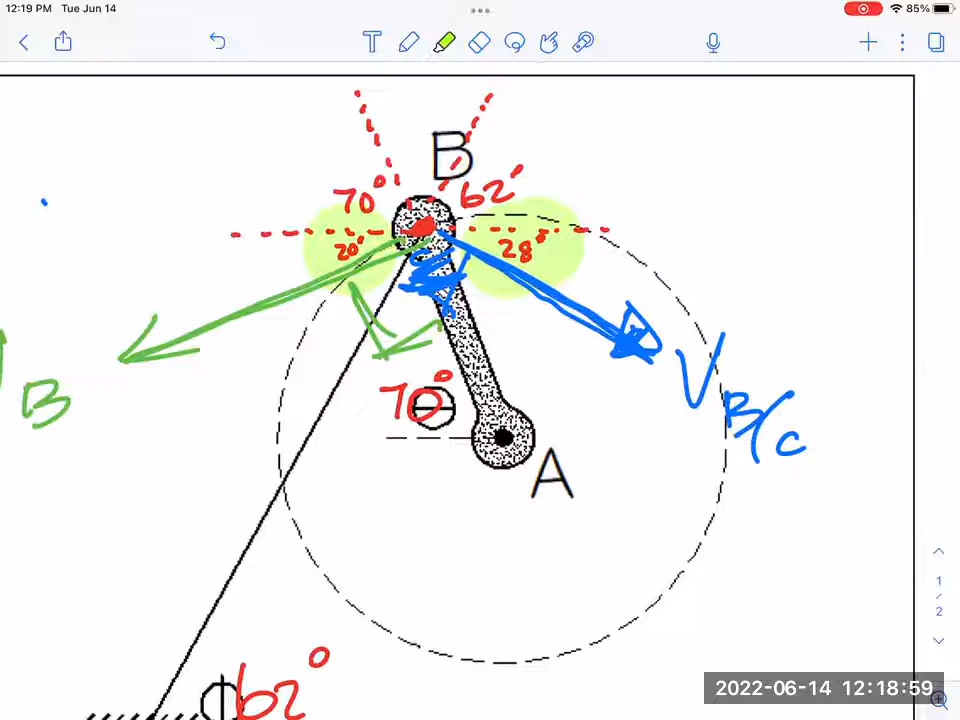 12:19 PM Tue Jun 14
85%
T
B
70°
62°
20°
28°
V
B/C
B
70°
θ
A
1
/
2
ϕ 62°
2022-06-14 12:18:59